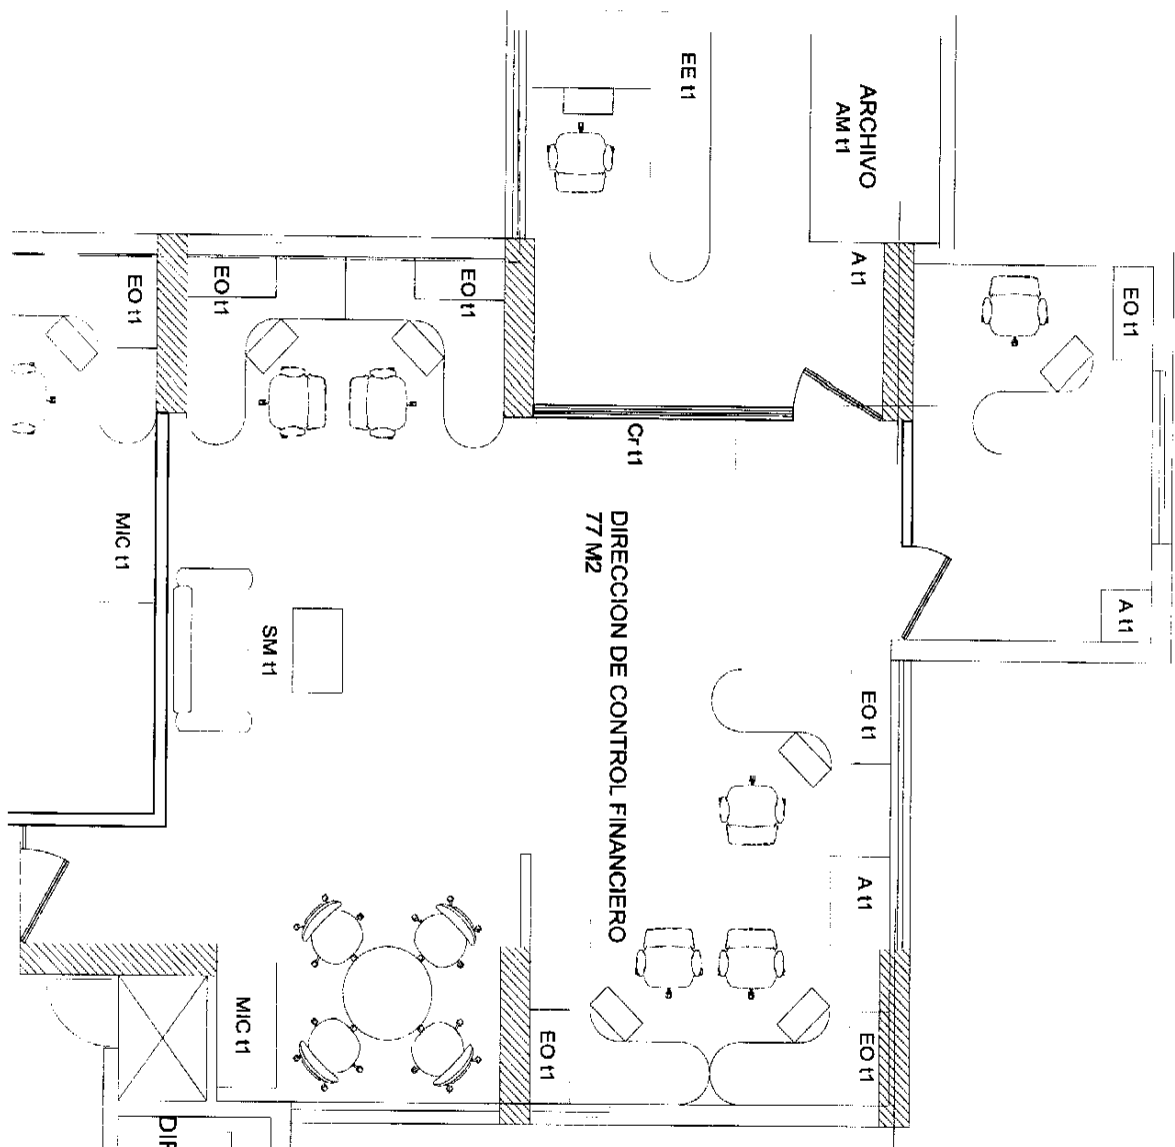 EE t1
ARCHIVO
AM t1
A t1
EO t1
EO t1
EO t1
EO t1
Cr t1
DIRECCION DE CONTROL FINANCIERO
77 M2
MIC t1
SM t1
A t1
EO t1
A t1
MIC t1
EO t1
EO t1
DIF